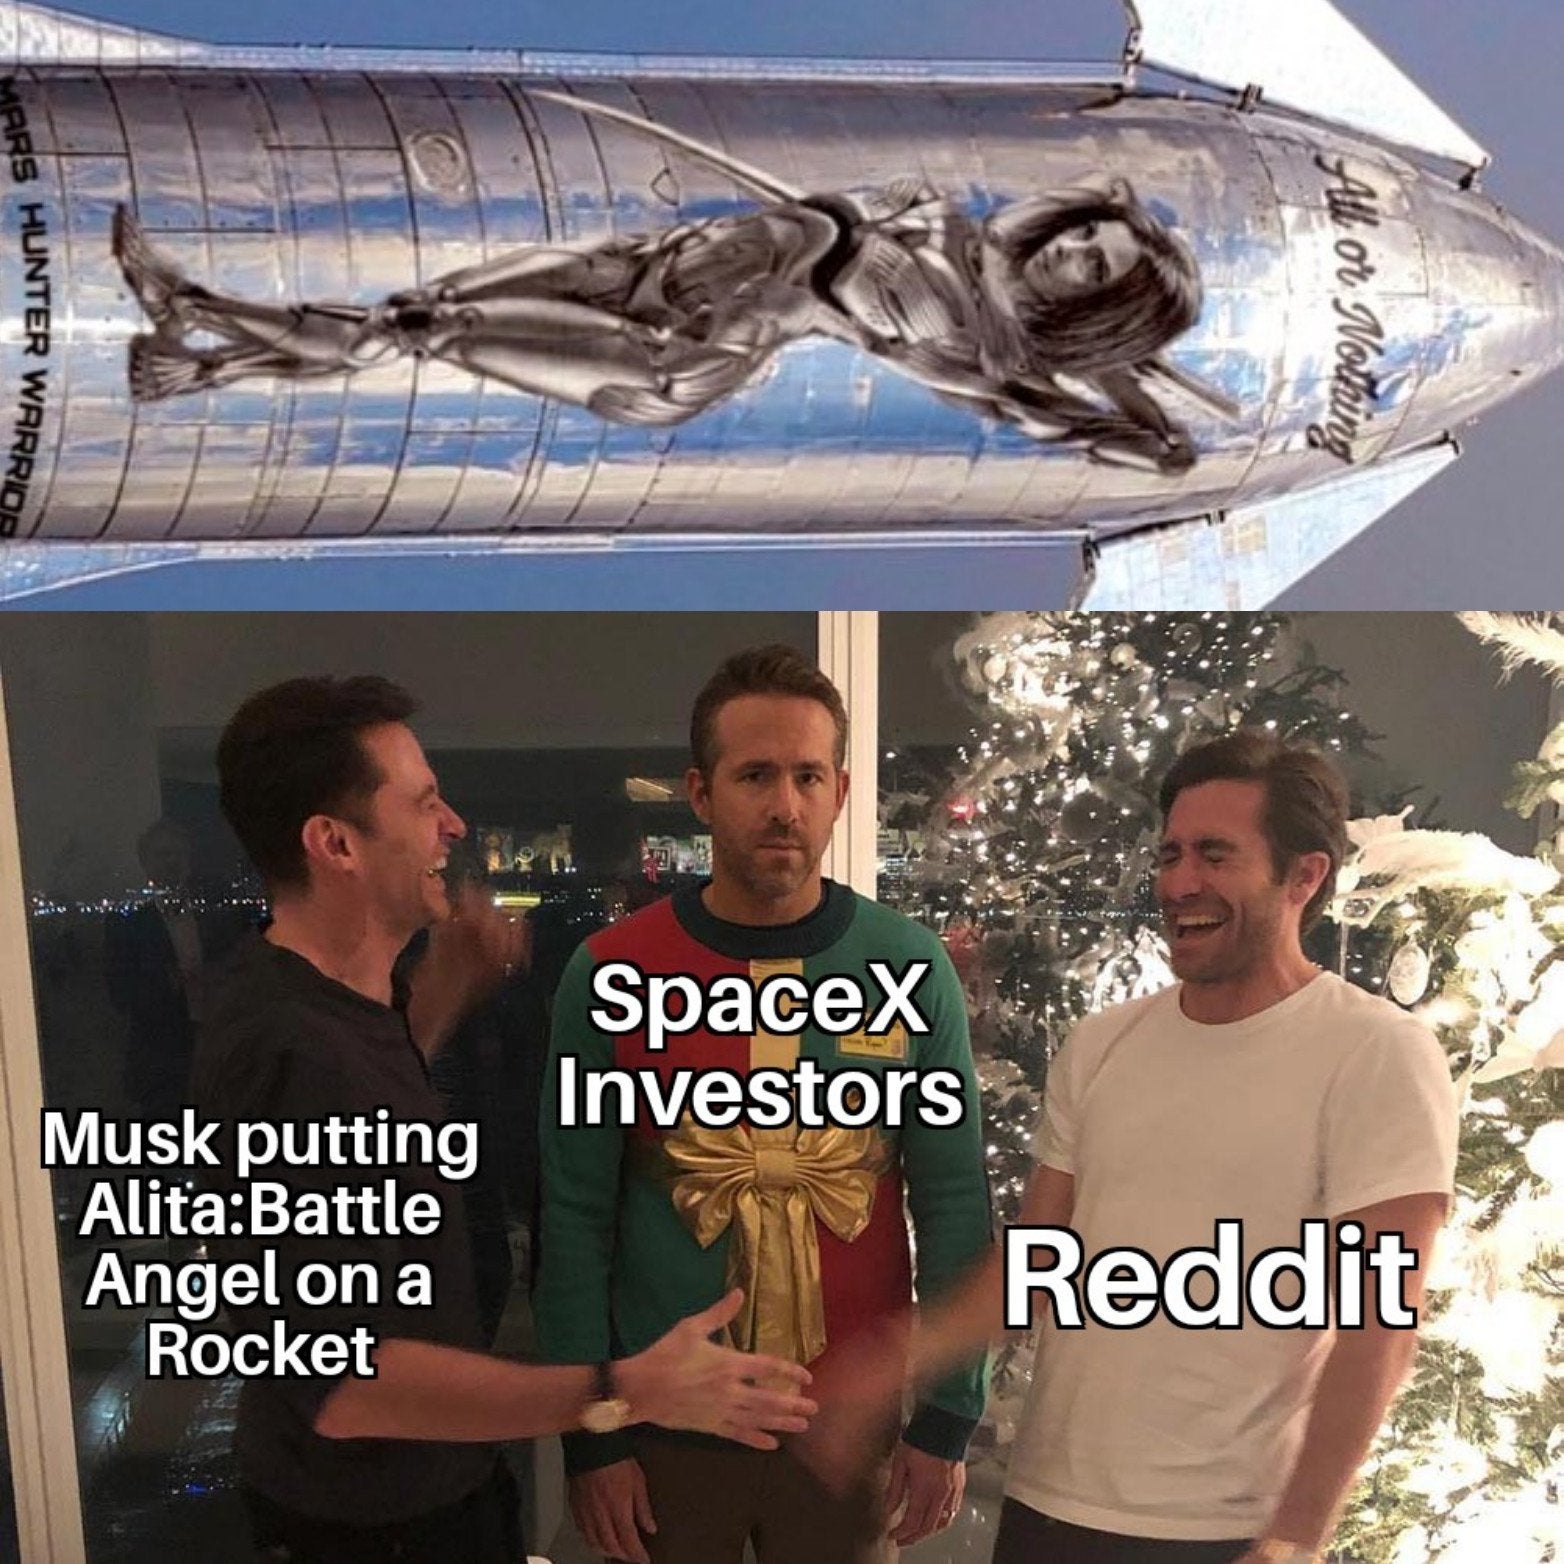 MARS HUNTER WARRIOR
All or Nothing
SpaceX
Investors
Musk putting
Alita:Battle
Angel on a
Rocket
Reddit